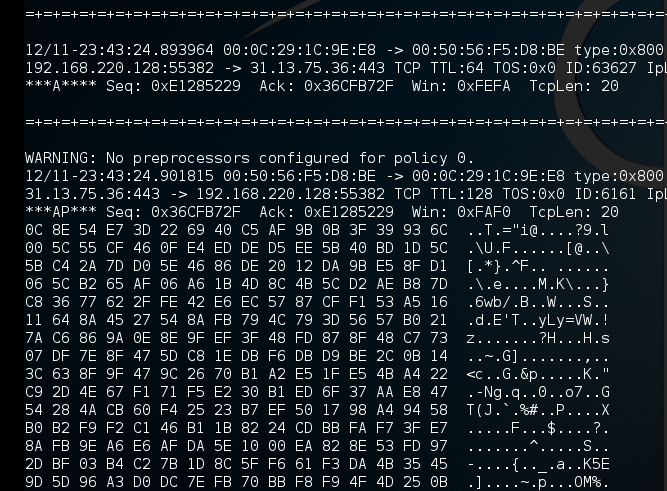 =+=+=+=+=+=+=+=+=+=+=+=+=+=+=+=+=+=+=+=+=+=+=+=+=+=+=+=+=+=+=+=+=+=+=+=+=
12/11-23:43:24.893964 00:0C:29:1C:9E:E8 -> 00:50:56:F5:D8:BE type:0x800
192.168.220.128:55382 -> 31.13.75.36:443 TCP TTL:64 TOS:0x0 ID:63627 IpL
***A**** Seq: 0xE1285229  Ack: 0x36CFB72F  Win: 0xFEFA  TcpLen: 20
=+=+=+=+=+=+=+=+=+=+=+=+=+=+=+=+=+=+=+=+=+=+=+=+=+=+=+=+=+=+=+=+=+=+=+=+=
WARNING: No preprocessors configured for policy 0.
12/11-23:43:24.901815 00:50:56:F5:D8:BE -> 00:0C:29:1C:9E:E8 type:0x800
31.13.75.36:443 -> 192.168.220.128:55382 TCP TTL:128 TOS:0x0 ID:6161 IpL
***AP*** Seq: 0x36CFB72F  Ack: 0xE1285229  Win: 0xFAF0  TcpLen: 20
0C 8E 54 E7 3D 22 69 40 C5 AF 9B 0B 3F 39 93 6C  ..T.="i@....?9.l
00 5C 55 CF 46 0F E4 ED DE D5 EE 5B 40 BD 1D 5C  .\U.F......[@..\
5B C4 2A 7D D0 5E 46 86 DE 20 12 DA 9B E5 8F D1  [.*}.^F.. ......
06 5C B2 65 AF 06 A6 1B 4D 8C 4B 5C D2 AE B8 7D  .\.e....M.K\...}
C8 36 77 62 2F FE 42 E6 EC 57 87 CF F1 53 A5 16  .6wb/.B..W...S..
11 64 8A 45 27 54 8A FB 79 4C 79 3D 56 57 B0 21  .d.E'T..yLy=VW.!
7A C6 86 9A 0E 8E 9F EF 3F 48 FD 87 8F 48 C7 73  z.......?H...H.s
07 DF 7E 8F 47 5D C8 1E DB F6 DB D9 BE 2C 0B 14  ..~.G].......,..
3C 63 8F 9F 47 9C 26 70 B1 A2 E5 1F E5 4B A4 22  <c..G.&p.....K."
C9 2D 4E 67 F1 71 F5 E2 30 B1 ED 6F 37 AA E8 47  .-Ng.q..0..o7..G
54 28 4A CB 60 F4 25 23 B7 EF 50 17 98 A4 94 58  T(J.`.%#..P....X
B0 B2 F9 F2 C1 46 B1 1B 82 24 CD BB FA F7 3F E7  .....F...$....?.
8A FB 9E A6 E6 AF DA 5E 10 00 EA 82 8E 53 FD 97  .......^.....S..
2D BF 03 B4 C2 7B 1D 8C 5F F6 61 F3 DA 4B 35 45  -....{.._.a..K5E
9D 5D 96 A3 D0 DC 7E FB 70 BB F8 F9 4F 4D 25 0B  .]....~.p...OM%.